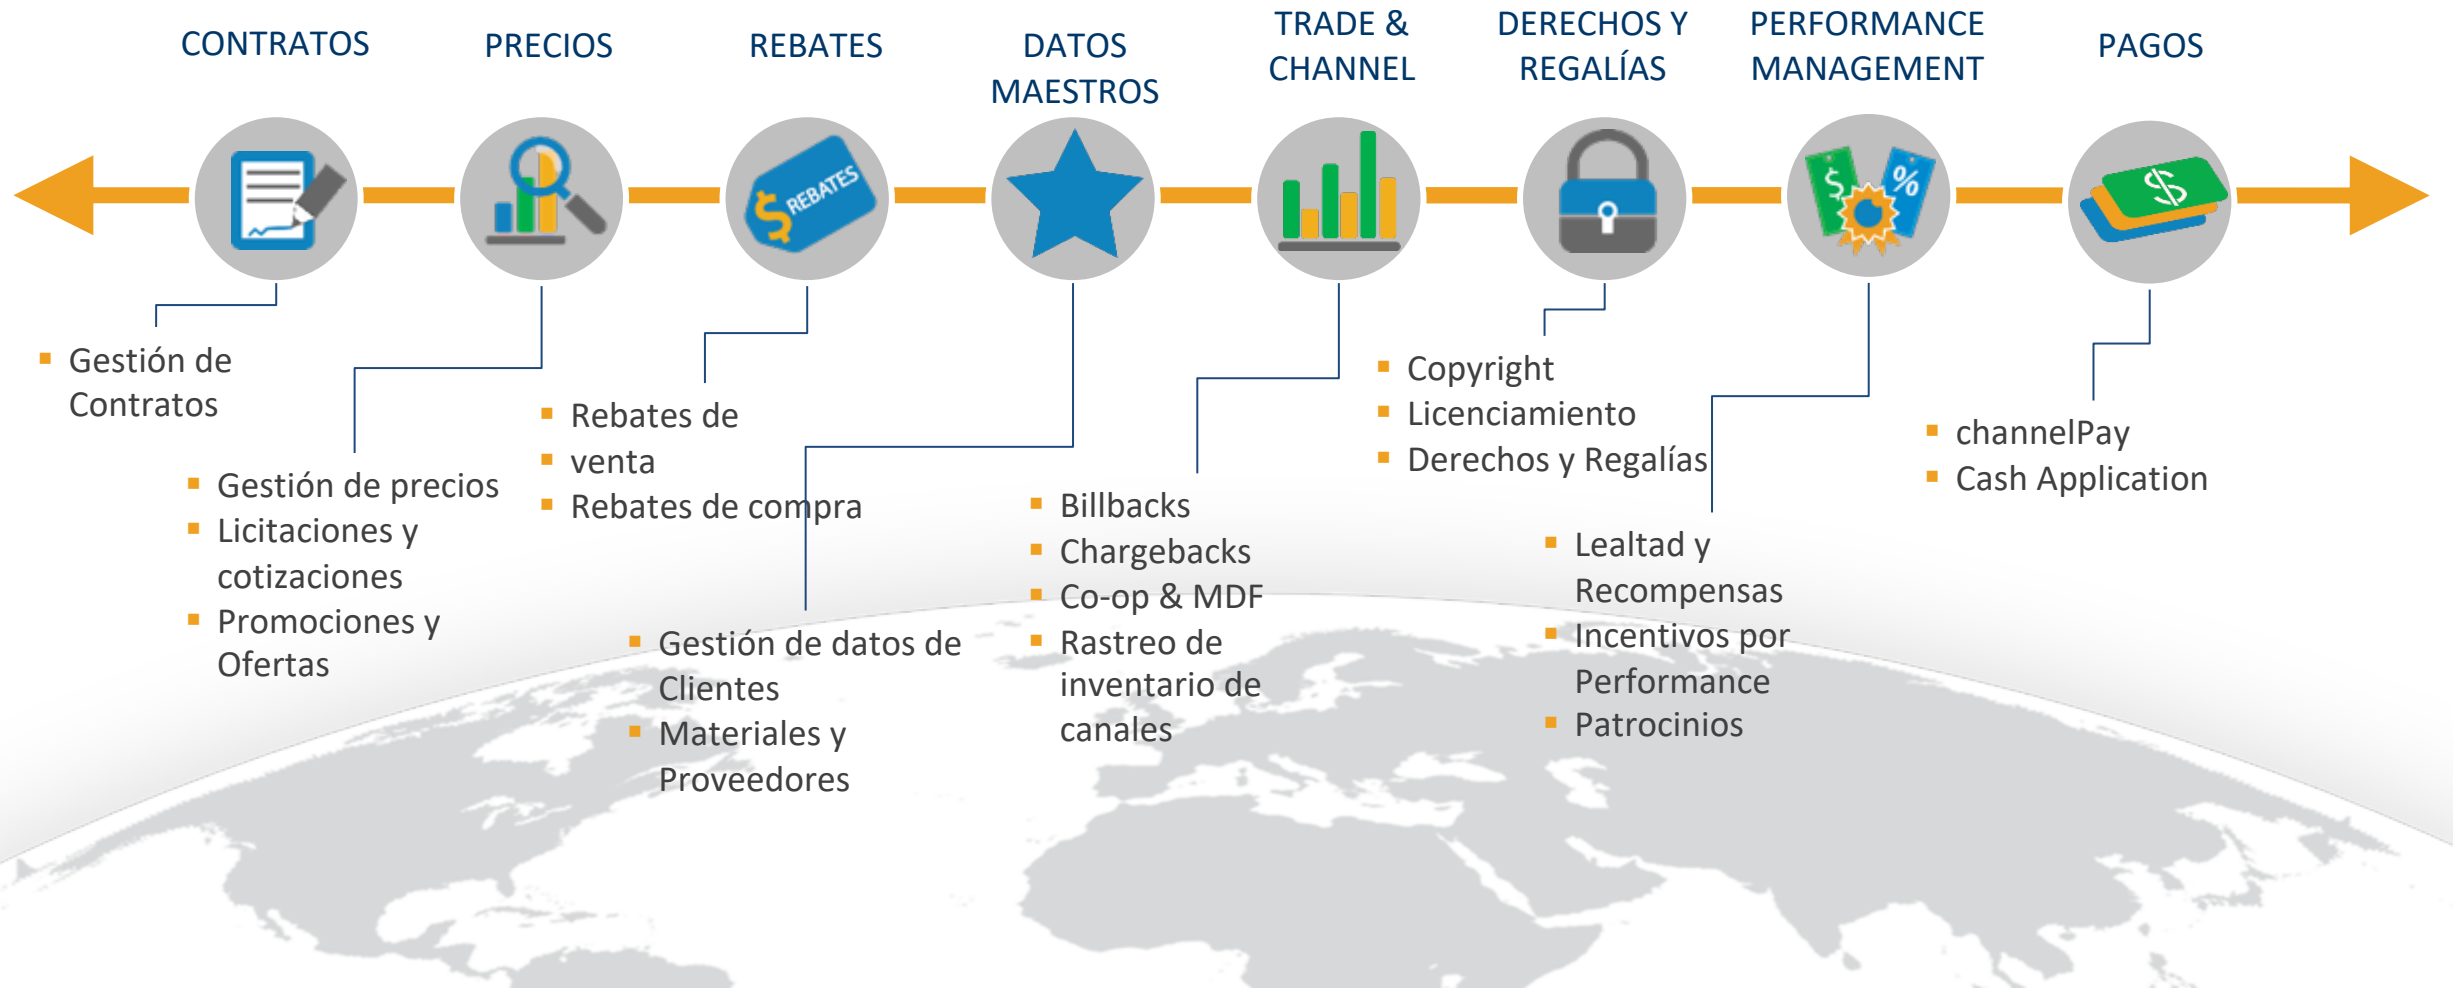 CONTRATOS
PRECIOS
REBATES
DATOS
MAESTROS
TRADE &
CHANNEL
DERECHOS Y
REGALÍAS
PERFORMANCE
MANAGEMENT
PAGOS
$ REBATES
$
%
$
Gestión de
Contratos
Gestión de precios
Licitaciones y
cotizaciones
Promociones y
Ofertas
Rebates de
venta
Rebates de compra
Gestión de datos de
Clientes
Materiales y
Proveedores
Billbacks
Chargebacks
Co-op & MDF
Rastreo de
inventario de
canales
Copyright
Licenciamiento
Derechos y Regalías
Lealtad y
Recompensas
Incentivos por
Performance
Patrocinios
channelPay
Cash Application